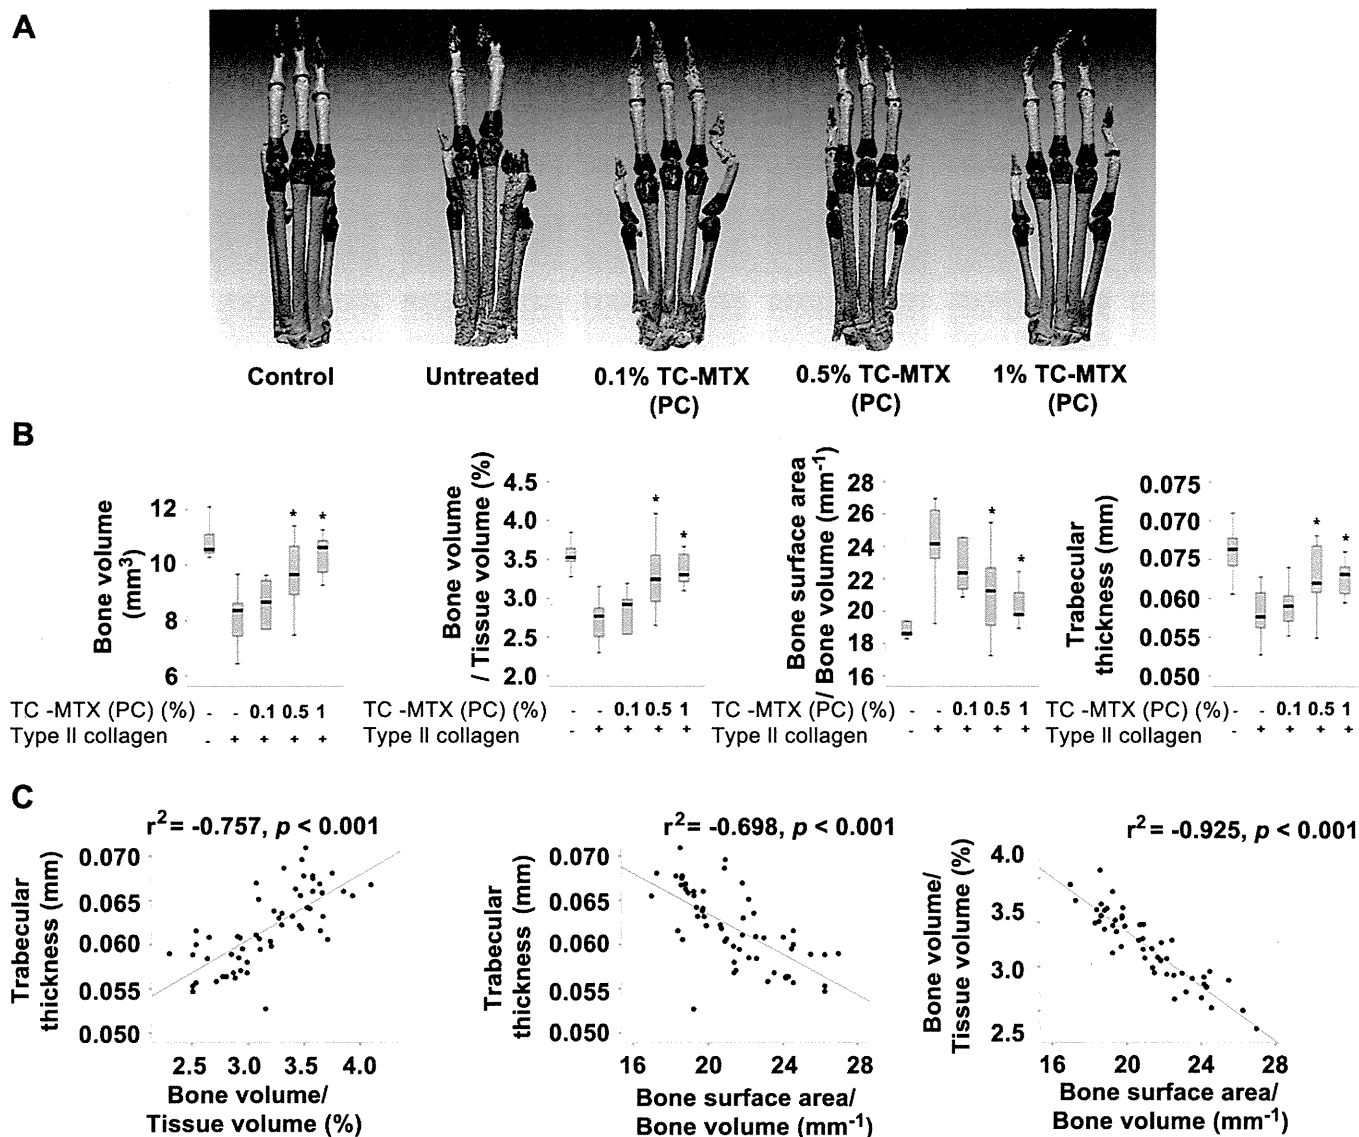 A
Control
Untreated
0.1% TC-MTX
(PC)
0.5% TC-MTX
(PC)
1% TC-MTX
(PC)
B
Bone volume
(mm3)
12
10
8
6
TC -MTX (PC) (%)
- - 0.1 0.5 1
Type II collagen
- + + + +
* *
Bone volume
/ Tissue volume (%)
4.5
4.0
3.5
3.0
2.5
2.0
TC -MTX (PC) (%)
- - 0.1 0.5 1
Type II collagen
- + + + +
* *
Bone surface area
/ Bone volume (mm-1)
28
26
24
22
20
18
16
TC -MTX (PC) (%)
- - 0.1 0.5 1
Type II collagen
- + + + +
* *
Trabecular
thickness (mm)
0.075
0.070
0.075
0.060
0.055
0.050
TC -MTX (PC) (%)
- - 0.1 0.5 1
Type II collagen
- + + + +
* *
C
r2= -0.757, p < 0.001
Trabecular
thickness (mm)
0.070
0.065
0.060
0.055
0.050
2.5 3.0 3.5 4.0
Bone volume/
Tissue volume (%)
r2= -0.698, p < 0.001
Trabecular
thickness (mm)
0.070
0.065
0.060
0.055
0.050
16 20 24 28
Bone surface area/
Bone volume (mm-1)
r2= -0.925, p < 0.001
Bone volume/
Tissue volume (%)
4.0
3.5
3.0
2.5
16 20 24 28
Bone surface area/
Bone volume (mm-1)